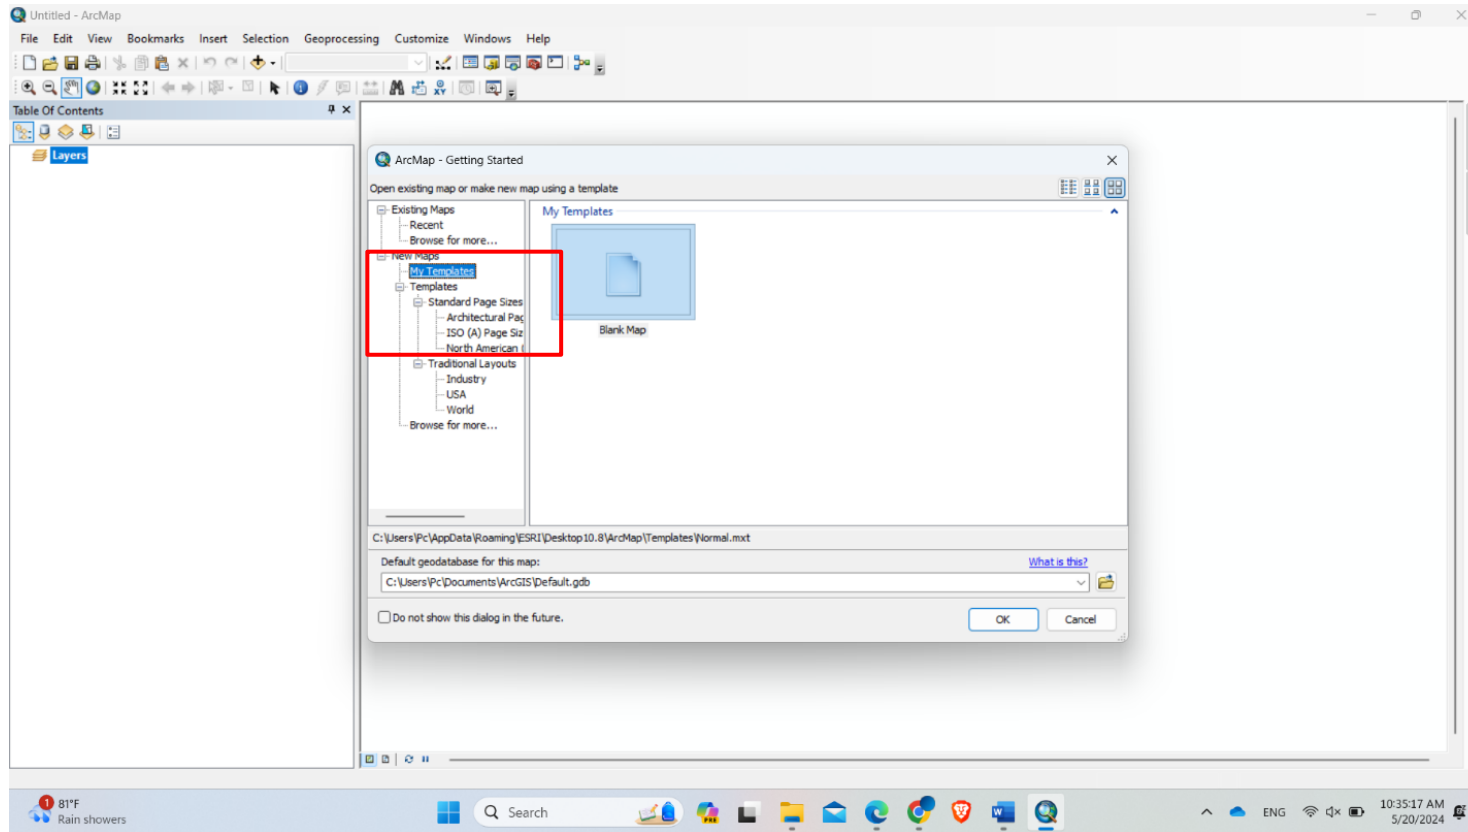 Untitled - ArcMap
File Edit View Bookmarks Insert Selection Geoprocessing Customize Windows Help
Table Of Contents
Layers
ArcMap - Getting Started
Open existing map or make new map using a template
Existing Maps
Recent
Browse for more...
New Maps
My Templates
Templates
Standard Page Sizes
Architectural Pag
ISO (A) Page Siz
North American (
Traditional Layouts
Industry
USA
World
Browse for more...
My Templates
Blank Map
C:\Users\Pc\AppData\Roaming\ESRI\Desktop10.8\ArcMap\Templates\Normal.mxt
Default geodatabase for this map:
What is this?
C:\Users\Pc\Documents\ArcGIS\Default.gdb
Do not show this dialog in the future.
OK
Cancel
1
81°F
Rain showers
Search
ENG
10:35:17 AM
5/20/2024